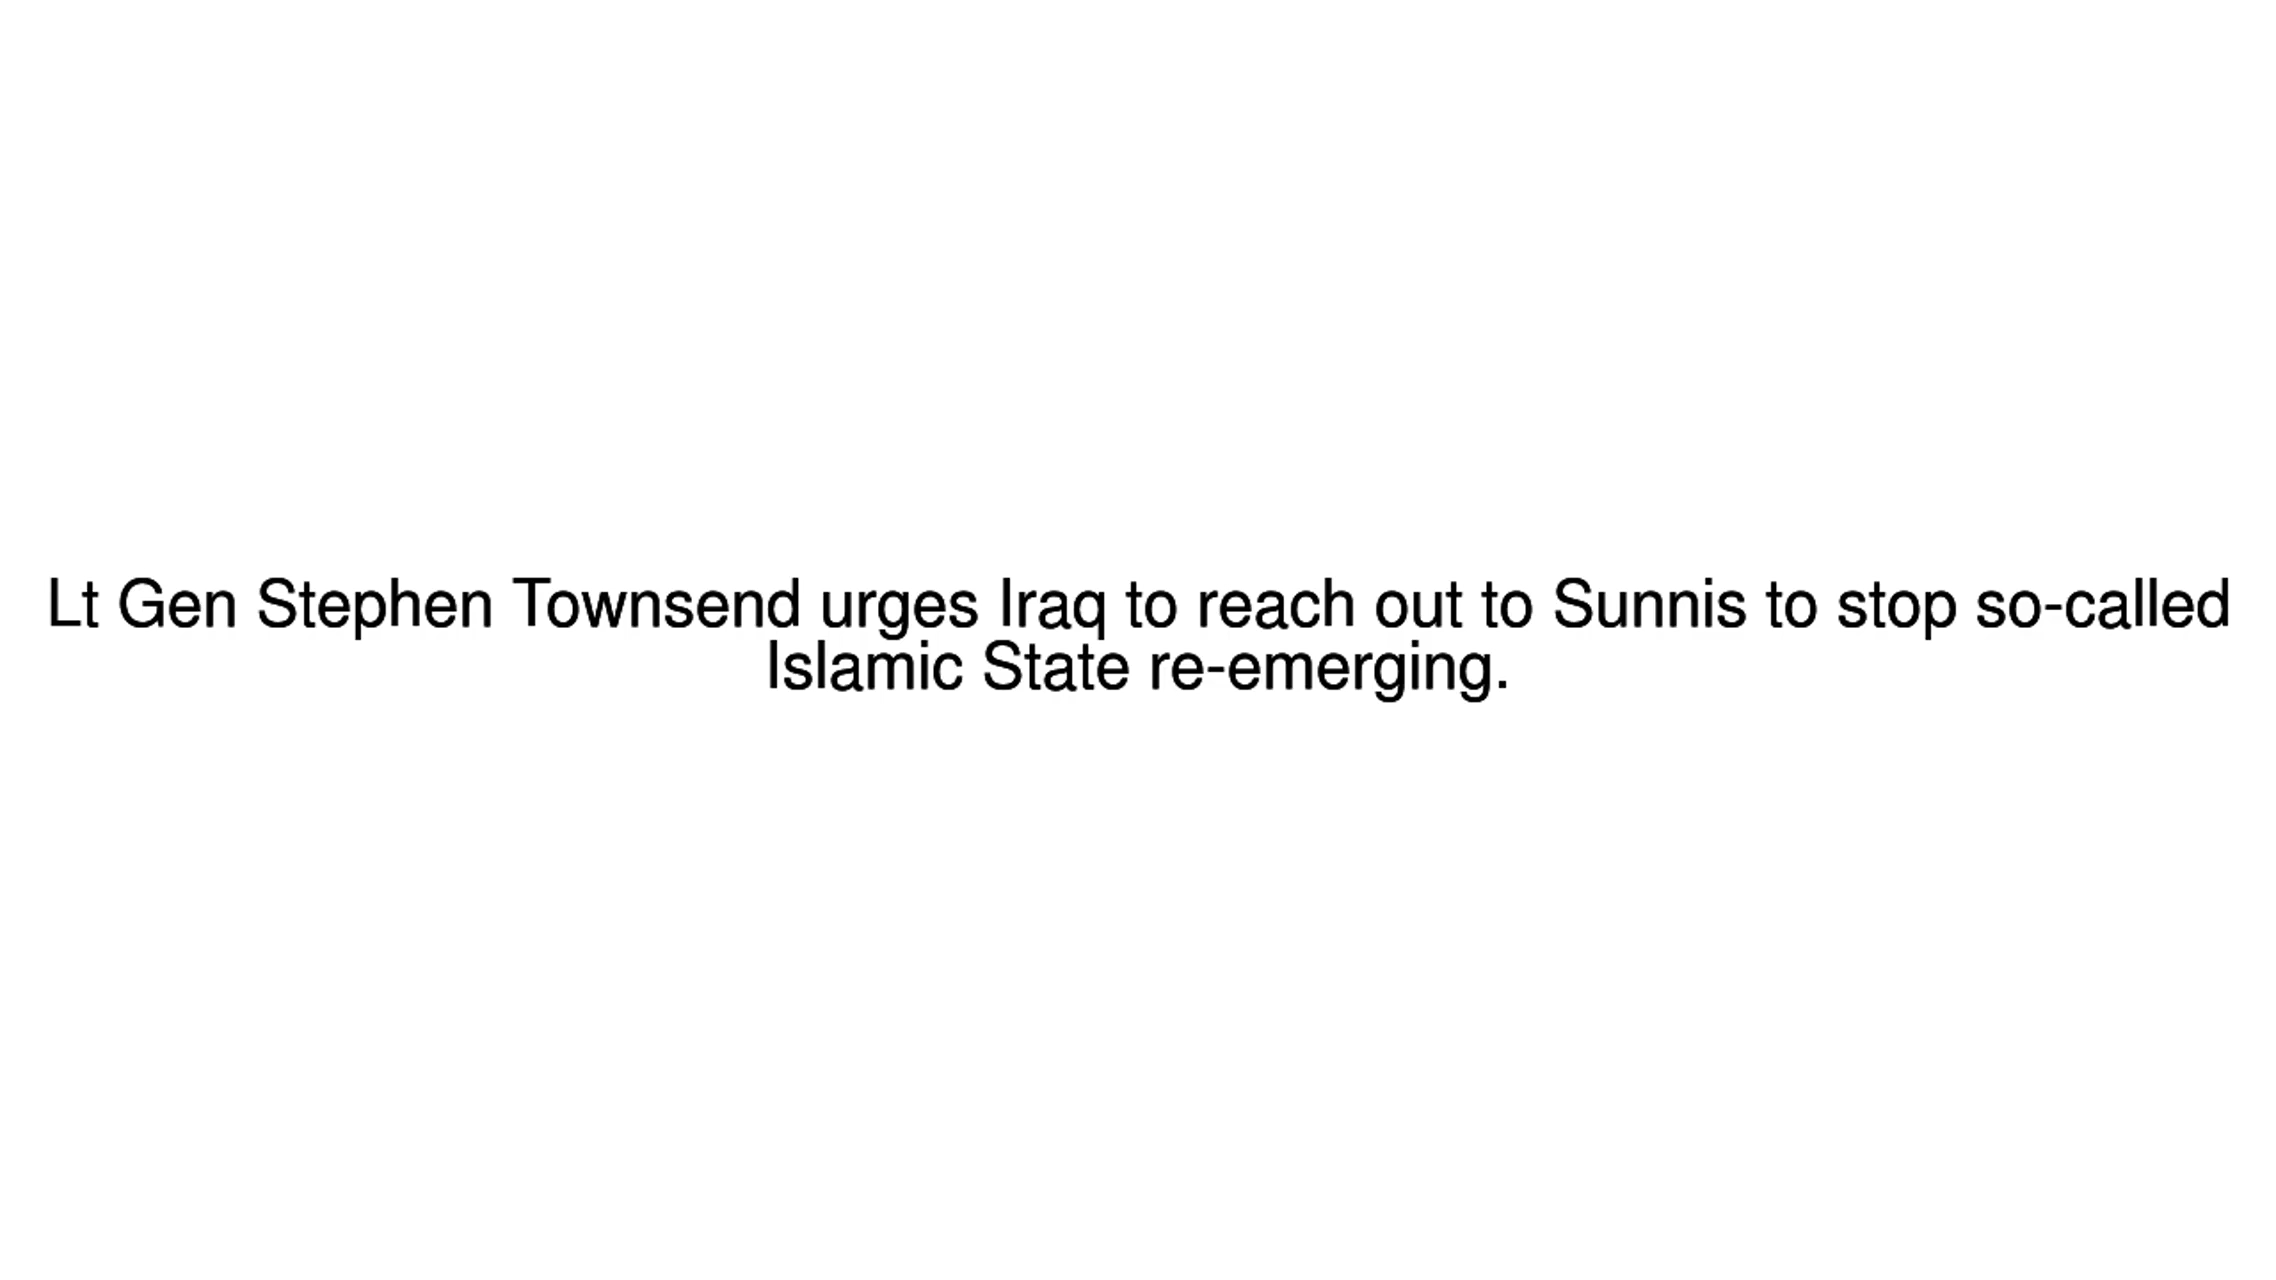 Lt Gen Stephen Townsend urges Iraq to reach out to Sunnis to stop so-called
Islamic State re-emerging.